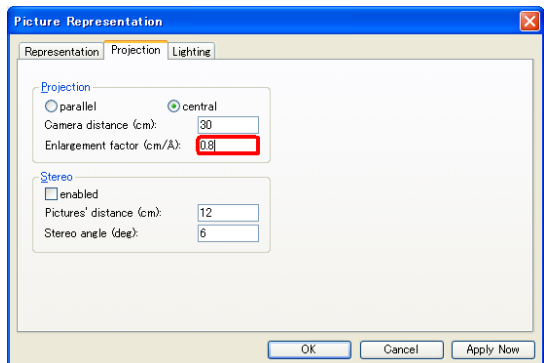 Picture Representation
Representation Projection Lighting
Projection
parallel central
Camera distance (cm): 30
Enlargement factor (cm/Å): 0.8
Stereo
enabled
Pictures' distance (cm): 12
Stereo angle (deg): 6
OK Cancel Apply Now